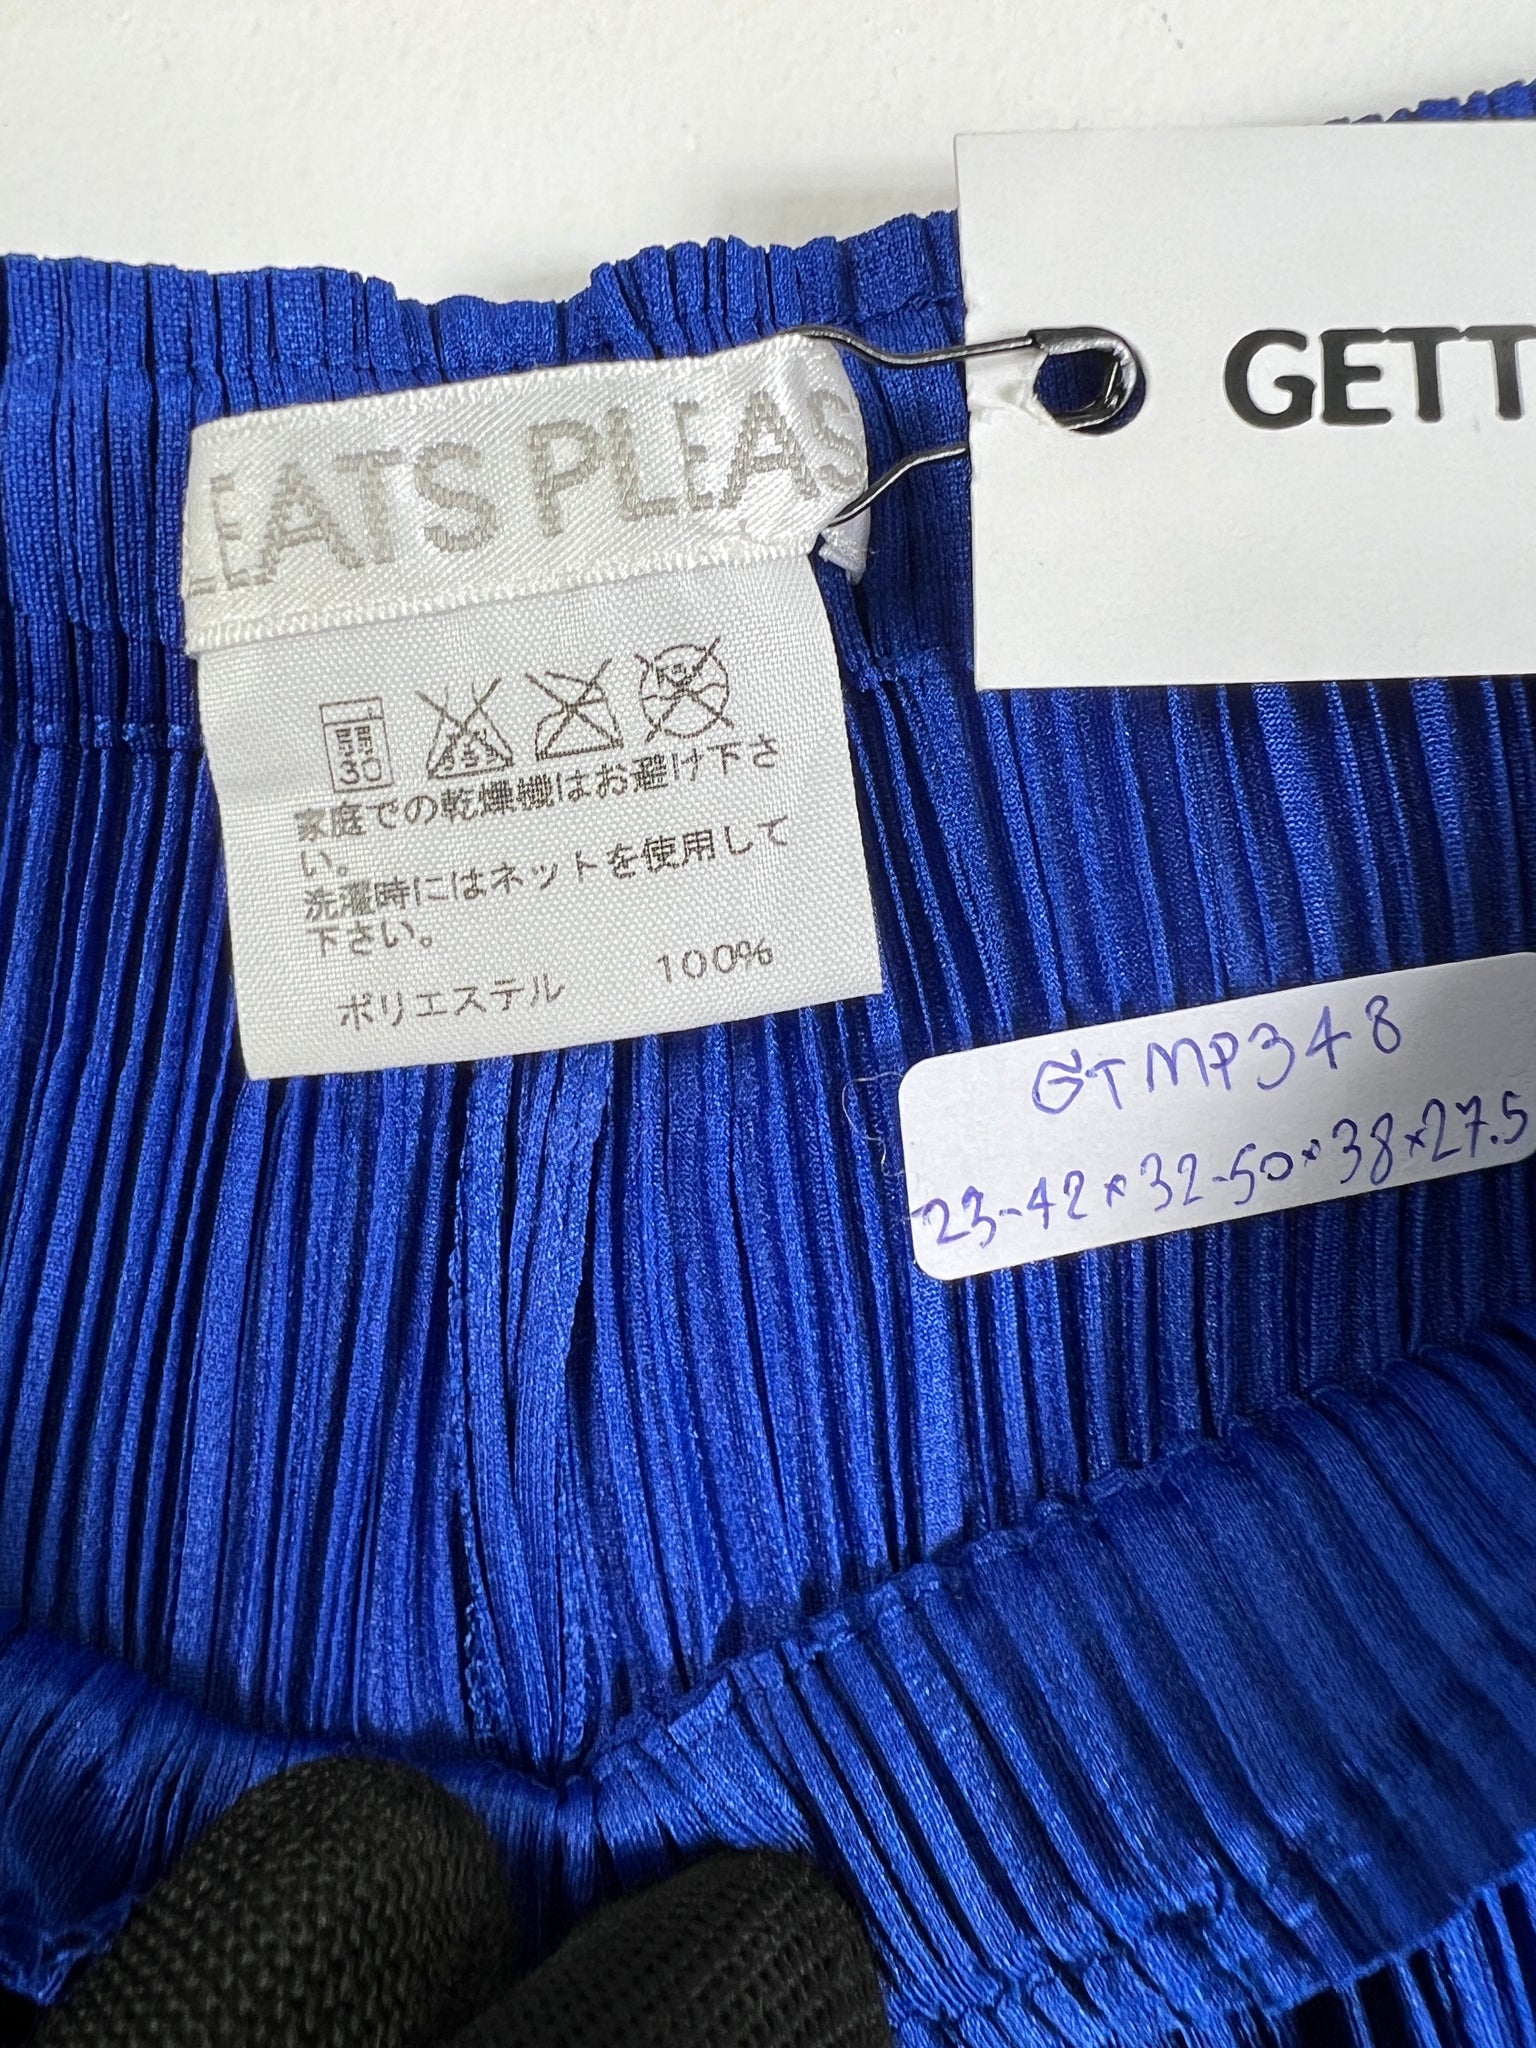 GETT
LEATS PLEAS
30
家庭での乾燥機はお避け下さ
い。
洗濯時にはネットを使用して
下さい。
ポリエステル 100%
GTMP348
23-42×32-50×38×27.5